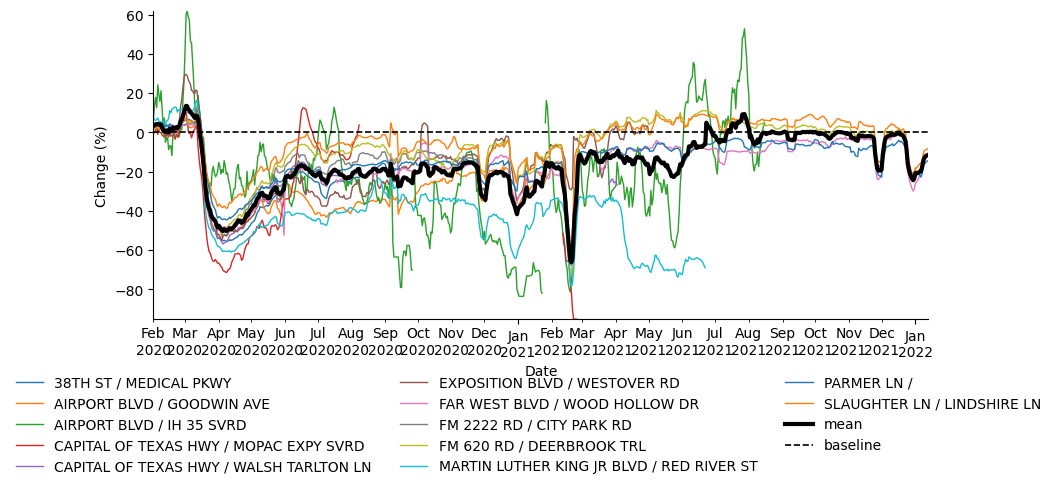 60
40
20
0
−20
−40
−60
−80
Change (%)
Feb Mar Apr May Jun Jul Aug Sep Oct Nov Dec Jan Feb Mar Apr May Jun Jul Aug Sep Oct Nov Dec Jan
2020 2020 2020 2020 2020 2020 2020 2020 2020 2020 2020 2021 2021 2021 2021 2021 2021 2021 2021 2021 2021 2021 2021 2022
Date
38TH ST / MEDICAL PKWY
AIRPORT BLVD / GOODWIN AVE
AIRPORT BLVD / IH 35 SVRD
CAPITAL OF TEXAS HWY / MOPAC EXPY SVRD
CAPITAL OF TEXAS HWY / WALSH TARLTON LN
EXPOSITION BLVD / WESTOVER RD
FAR WEST BLVD / WOOD HOLLOW DR
FM 2222 RD / CITY PARK RD
FM 620 RD / DEERBROOK TRL
MARTIN LUTHER KING JR BLVD / RED RIVER ST
PARMER LN /
SLAUGHTER LN / LINDSHIRE LN
mean
baseline